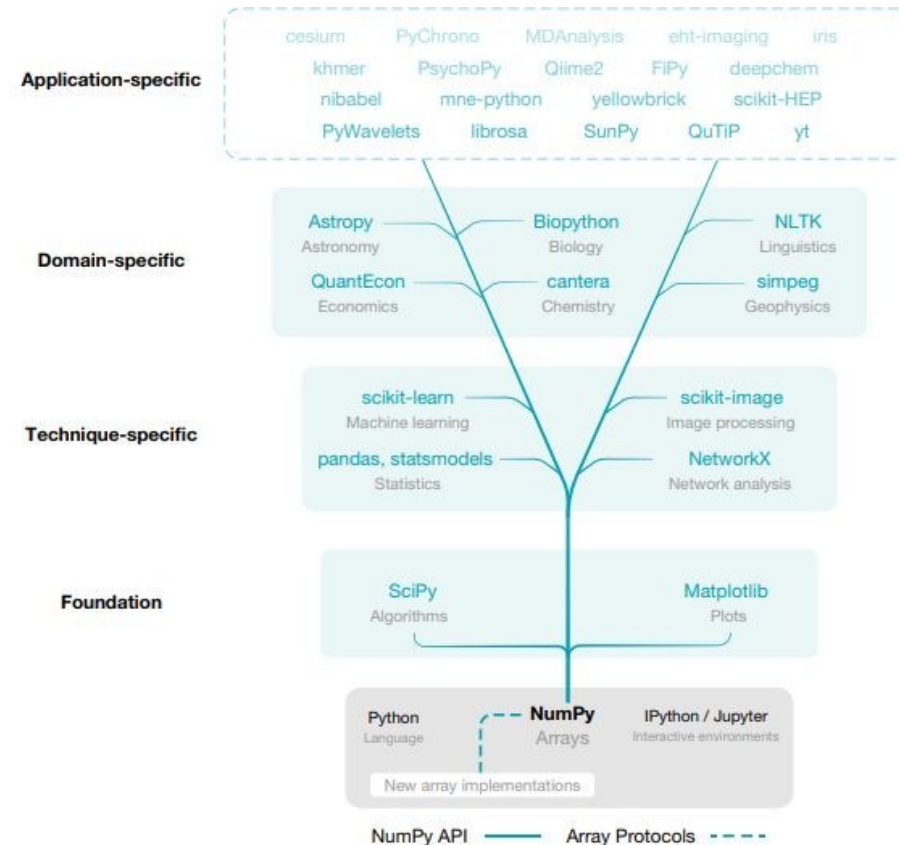 cesium PyChrono MDAnalysis eht-imaging iris
Application-specific
khmer PsychoPy Qiime2 FiPy deepchem
nibabel mne-python yellowbrick scikit-HEP
PyWavelets librosa SunPy QuTiP yt
Astropy Biopython NLTK
Astronomy Biology Linguistics
Domain-specific
QuantEcon cantera simpeg
Economics Chemistry Geophysics
scikit-learn scikit-image
Machine learning Image processing
Technique-specific
pandas, statsmodels NetworkX
Statistics Network analysis
SciPy Matplotlib
Foundation
Algorithms Plots
Python NumPy IPython / Jupyter
Language Arrays Interactive environments
New array implementations
NumPy API Array Protocols